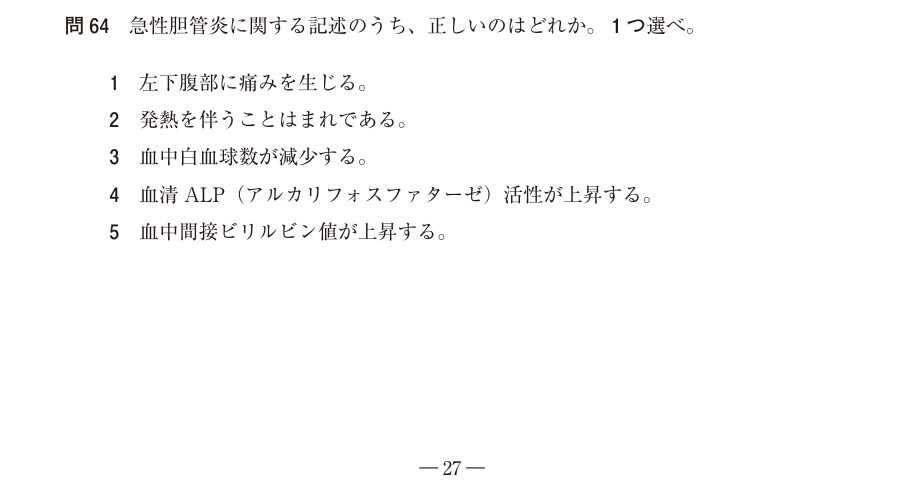 問 64　急性胆管炎に関する記述のうち、正しいのはどれか。1つ選べ。
1　左下腹部に痛みを生じる。
2　発熱を伴うことはまれである。
3　血中白血球数が減少する。
4　血清 ALP（アルカリフォスファターゼ）活性が上昇する。
5　血中間接ビリルビン値が上昇する。
— 27 —